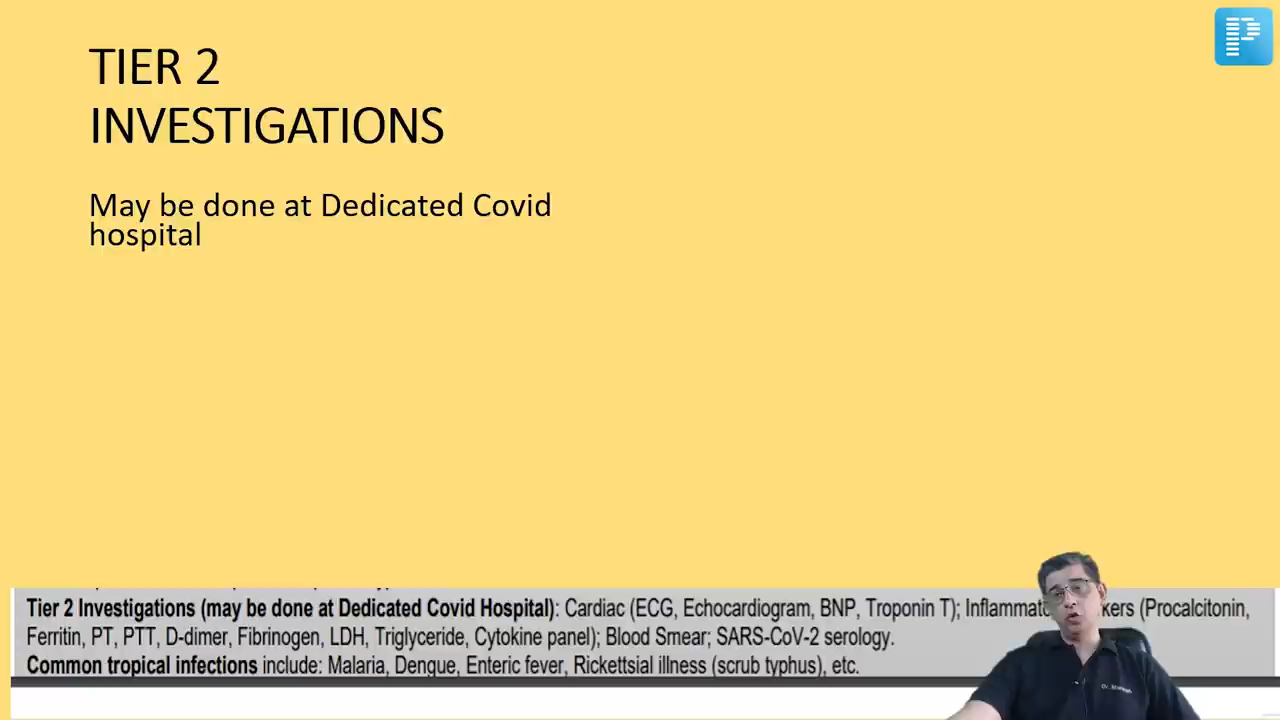 TIER 2
INVESTIGATIONS
May be done at Dedicated Covid
hospital
Tier 2 Investigations (may be done at Dedicated Covid Hospital): Cardiac (ECG, Echocardiogram, BNP, Troponin T); (Procalcitonin,
Ferritin, PT, PTT, D-dimer, Fibrinogen, LDH, Triglyceride, Cytokine panel); Blood Smear; SARS-CoV-2 serology.
Common tropical infections include: Malaria, Dengue, Enteric fever, Rickettsial illness (scrub typhus), etc.